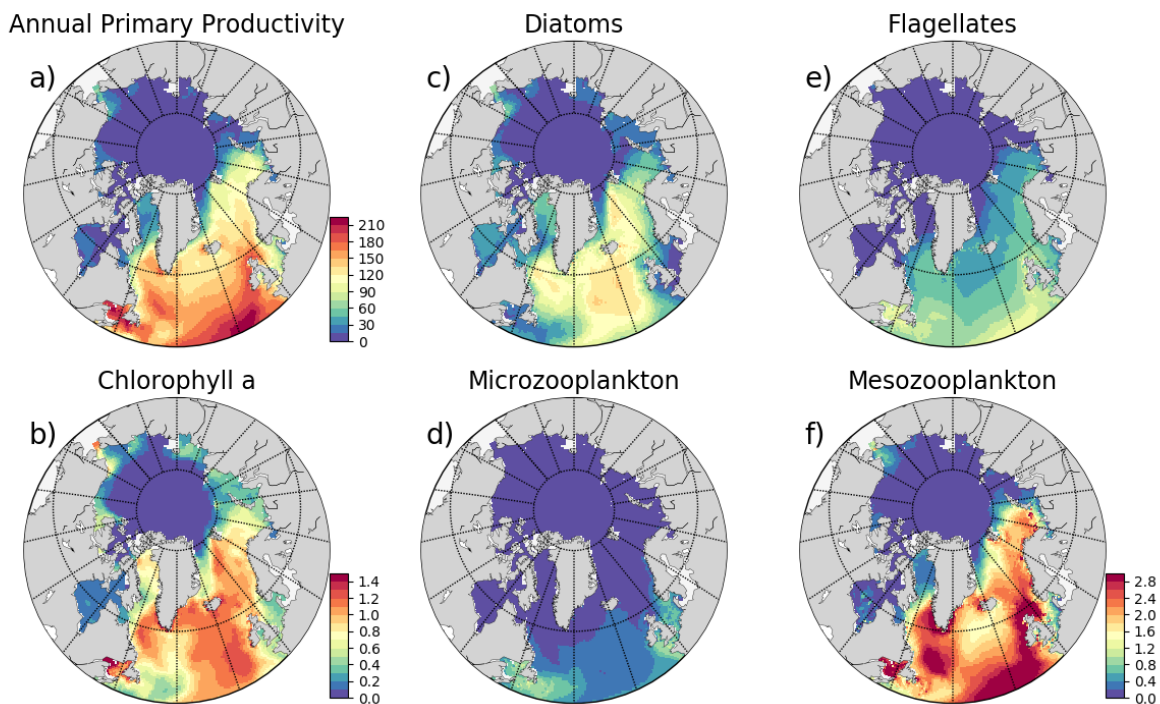 Annual Primary Productivity
Diatoms
Flagellates
a)
c)
e)
210
180
150
120
90
60
30
0
Chlorophyll a
Microzooplankton
Mesozooplankton
b)
d)
f)
1.4
1.2
1.0
0.8
0.6
0.4
0.2
0.0
2.8
2.4
2.0
1.6
1.2
0.8
0.4
0.0